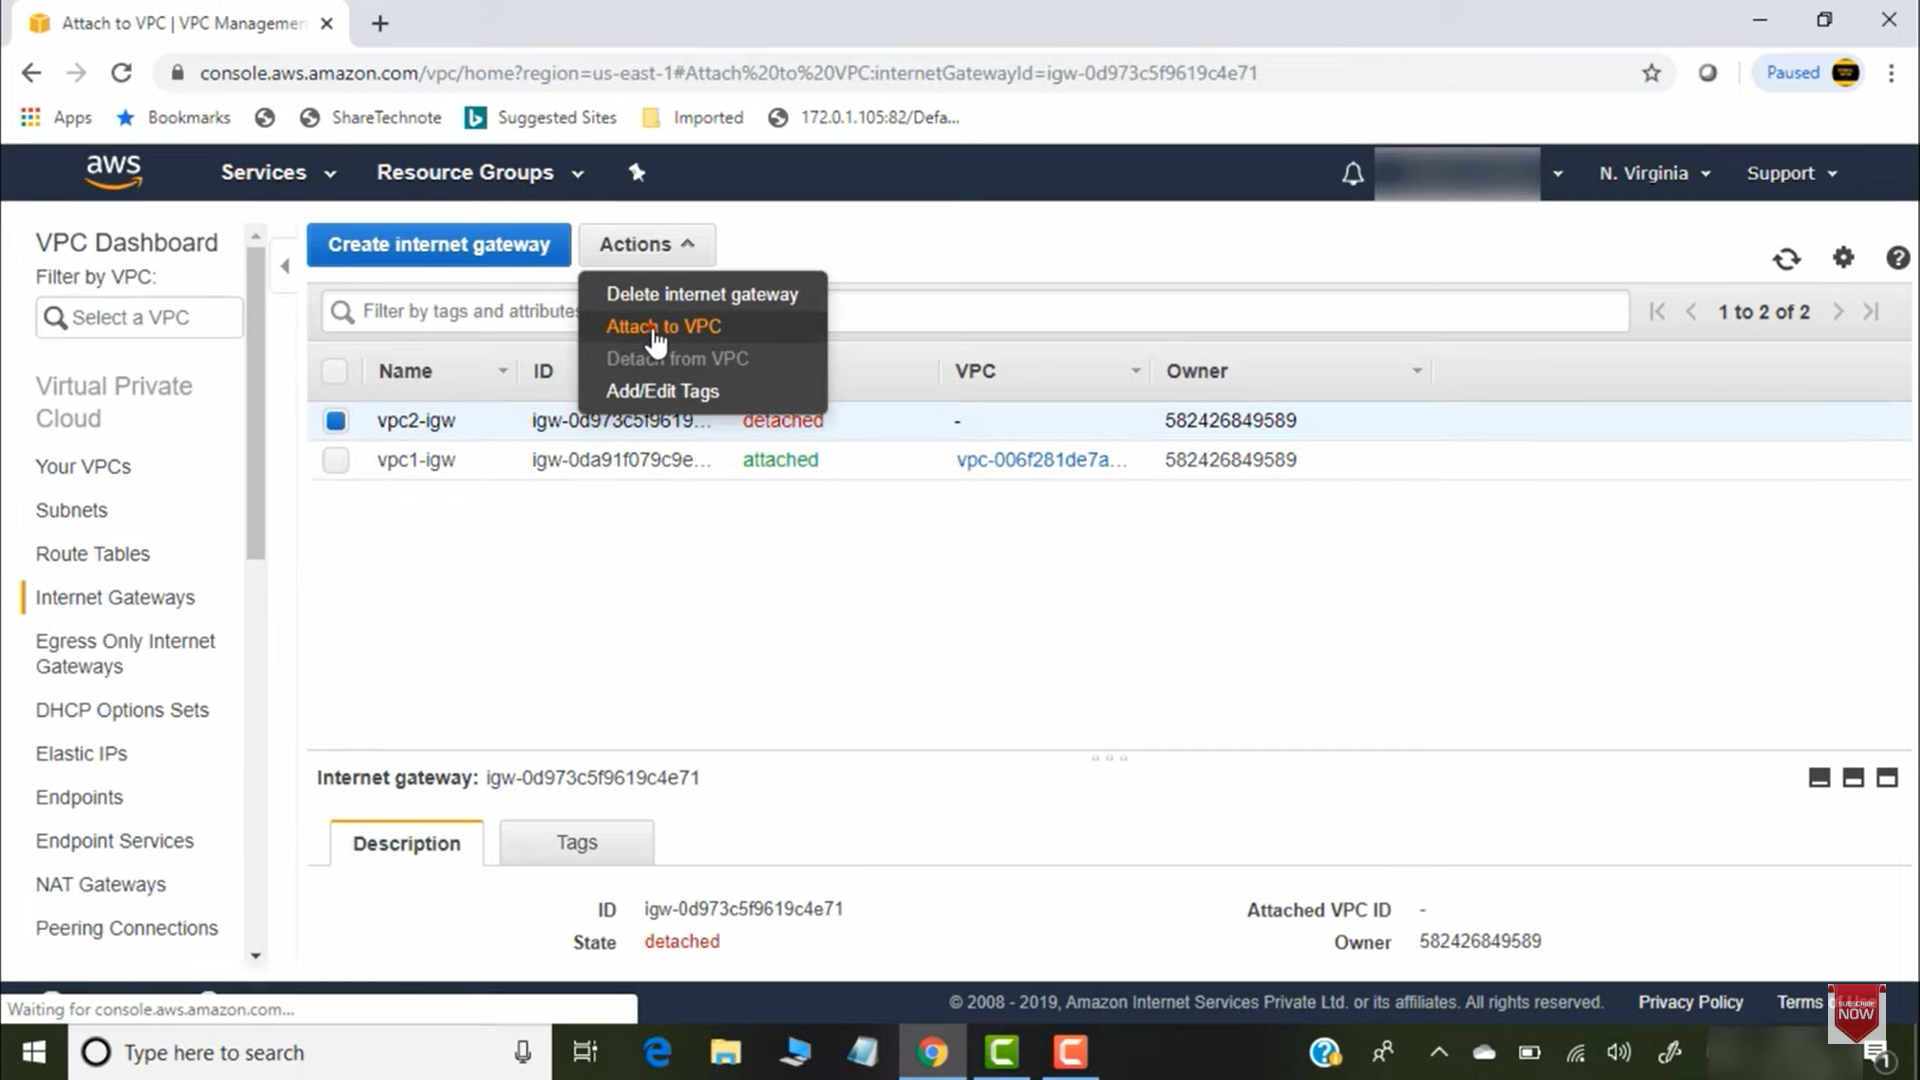 Attach to VPC | VPC Managemen
console.aws.amazon.com/vpc/home?region=us-east-1#Attach%20to%20VPC:internetGatewayId=igw-0d973c5f9619c4e71
Paused
Apps
Bookmarks
ShareTechnote
Suggested Sites
Imported
172.0.1.105:82/Defa...
aws
Services
Resource Groups
N. Virginia
Support
VPC Dashboard
Filter by VPC:
Select a VPC
Virtual Private
Cloud
Your VPCs
Subnets
Route Tables
Internet Gateways
Egress Only Internet
Gateways
DHCP Options Sets
Elastic IPs
Endpoints
Endpoint Services
NAT Gateways
Peering Connections
Create internet gateway
Actions
Delete internet gateway
Attach to VPC
Detach from VPC
Add/Edit Tags
Filter by tags and attributes
1 to 2 of 2
Name ID VPC Owner
vpc2-igw igw-0d973c5f9619... detached - 582426849589
vpc1-igw igw-0da91f079c9e... attached vpc-006f281de7a... 582426849589
Internet gateway: igw-0d973c5f9619c4e71
Description
Tags
ID igw-0d973c5f9619c4e71 Attached VPC ID -
State detached Owner 582426849589
Waiting for console.aws.amazon.com...
© 2008 - 2019, Amazon Internet Services Private Ltd. or its affiliates. All rights reserved.
Privacy Policy
Terms
SUBSCRIBE
NOW
Type here to search
1